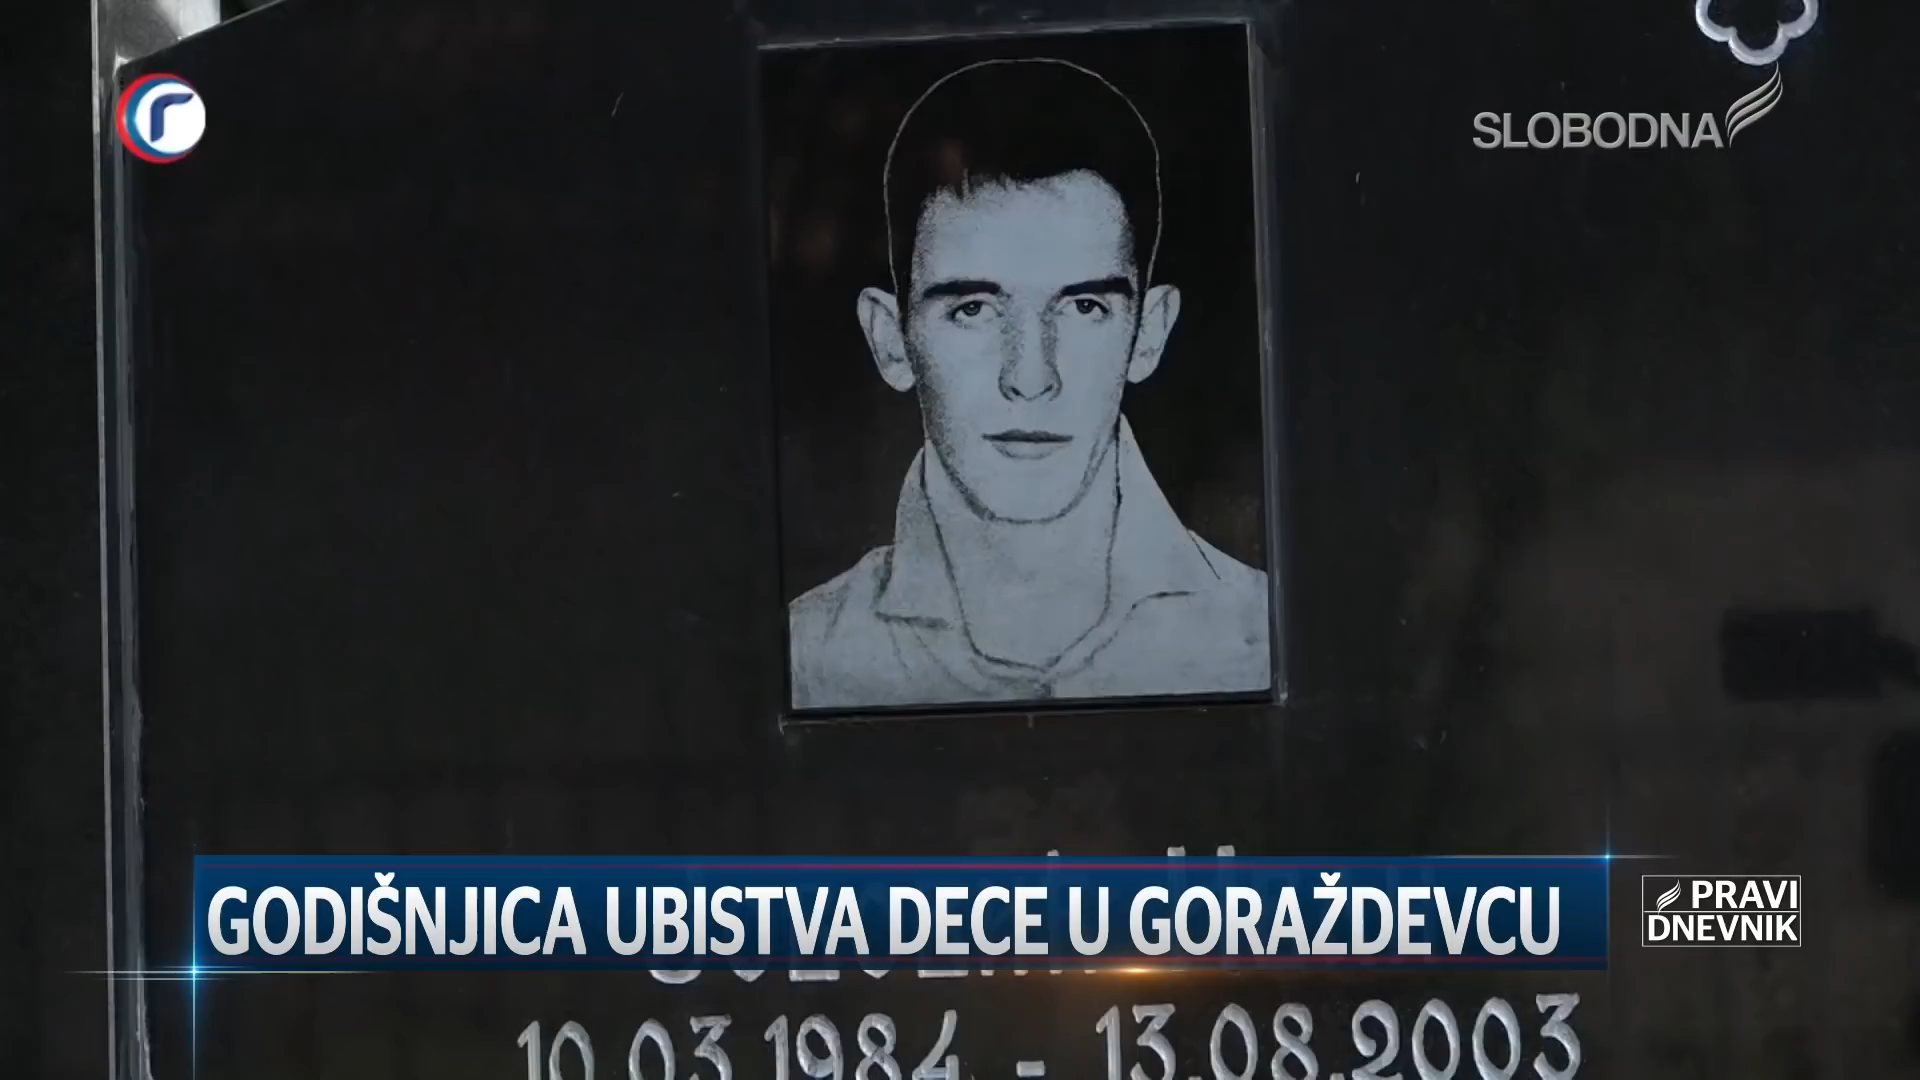 SLOBODNA
GODIŠNJICA UBISTVA DECE U GORAŽDEVCU
PRAVI
DNEVNIK
10.03.1984 - 13.08.2003